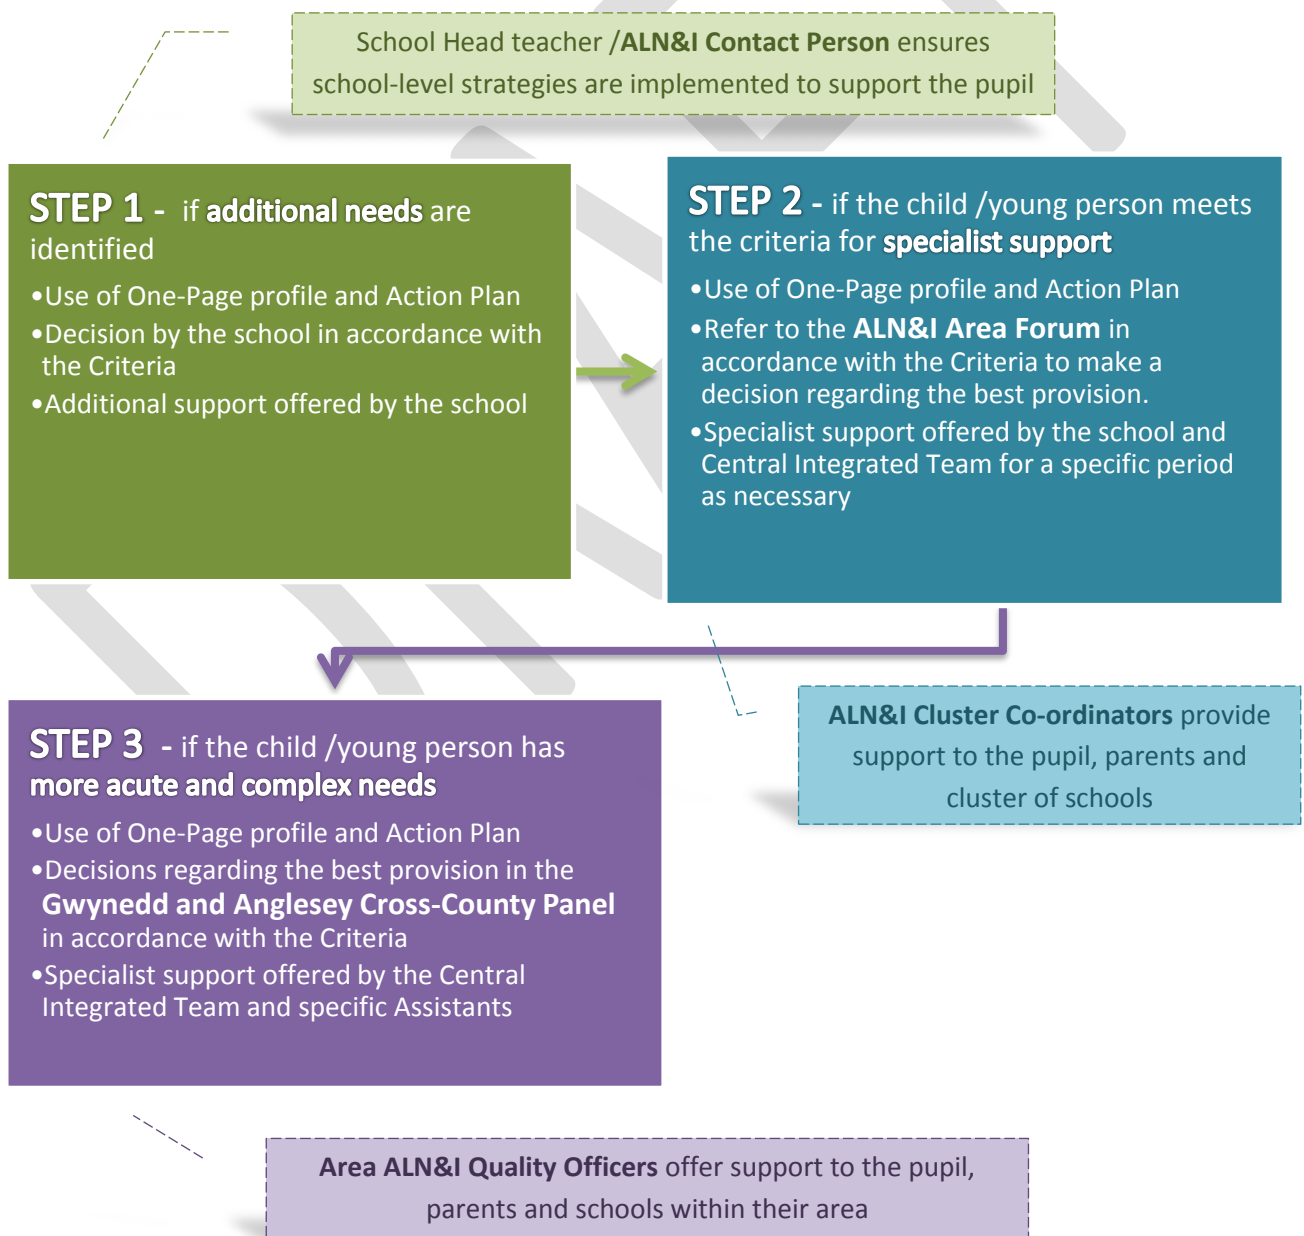 School Head teacher /ALN&I Contact Person ensures
school-level strategies are implemented to support the pupil
STEP 1 - if additional needs are
identified
•Use of One-Page profile and Action Plan
•Decision by the school in accordance with
the Criteria
•Additional support offered by the school
STEP 2 - if the child /young person meets
the criteria for specialist support
•Use of One-Page profile and Action Plan
•Refer to the ALN&I Area Forum in
accordance with the Criteria to make a
decision regarding the best provision.
•Specialist support offered by the school and
Central Integrated Team for a specific period
as necessary
ALN&I Cluster Co-ordinators provide
support to the pupil, parents and
cluster of schools
STEP 3 - if the child /young person has
more acute and complex needs
•Use of One-Page profile and Action Plan
•Decisions regarding the best provision in the
Gwynedd and Anglesey Cross-County Panel
in accordance with the Criteria
•Specialist support offered by the Central
Integrated Team and specific Assistants
Area ALN&I Quality Officers offer support to the pupil,
parents and schools within their area